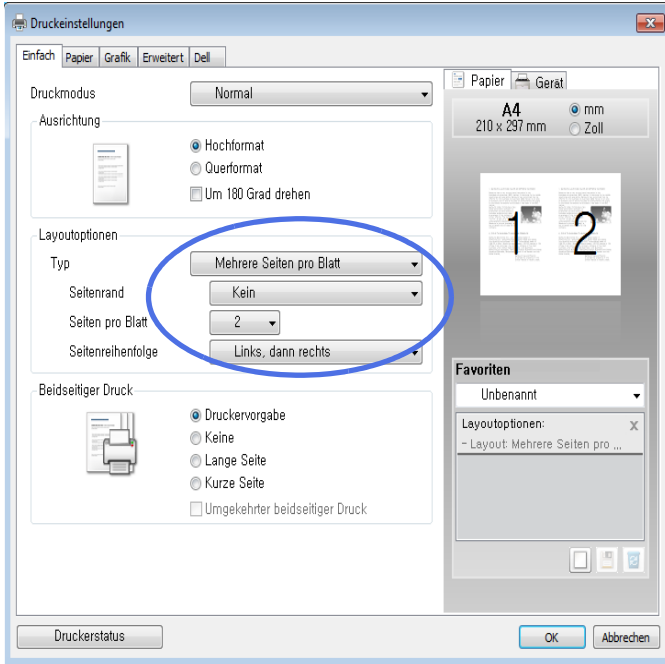 Druckeinstellungen
Einfach Papier Grafik Erweitert Dell
Druckmodus Normal
Ausrichtung
Hochformat
Querformat
Um 180 Grad drehen
Layoutoptionen
Typ Mehrere Seiten pro Blatt
Seitenrand Kein
Seiten pro Blatt 2
Seitenreihenfolge Links, dann rechts
Beidseitiger Druck
Druckervorgabe
Keine
Lange Seite
Kurze Seite
Umgekehrter beidseitiger Druck
Papier Gerät
A4 mm
210 x 297 mm Zoll
1 2
Favoriten
Unbenannt
Layoutoptionen: x
- Layout: Mehrere Seiten pro ...
Druckerstatus OK Abbrechen